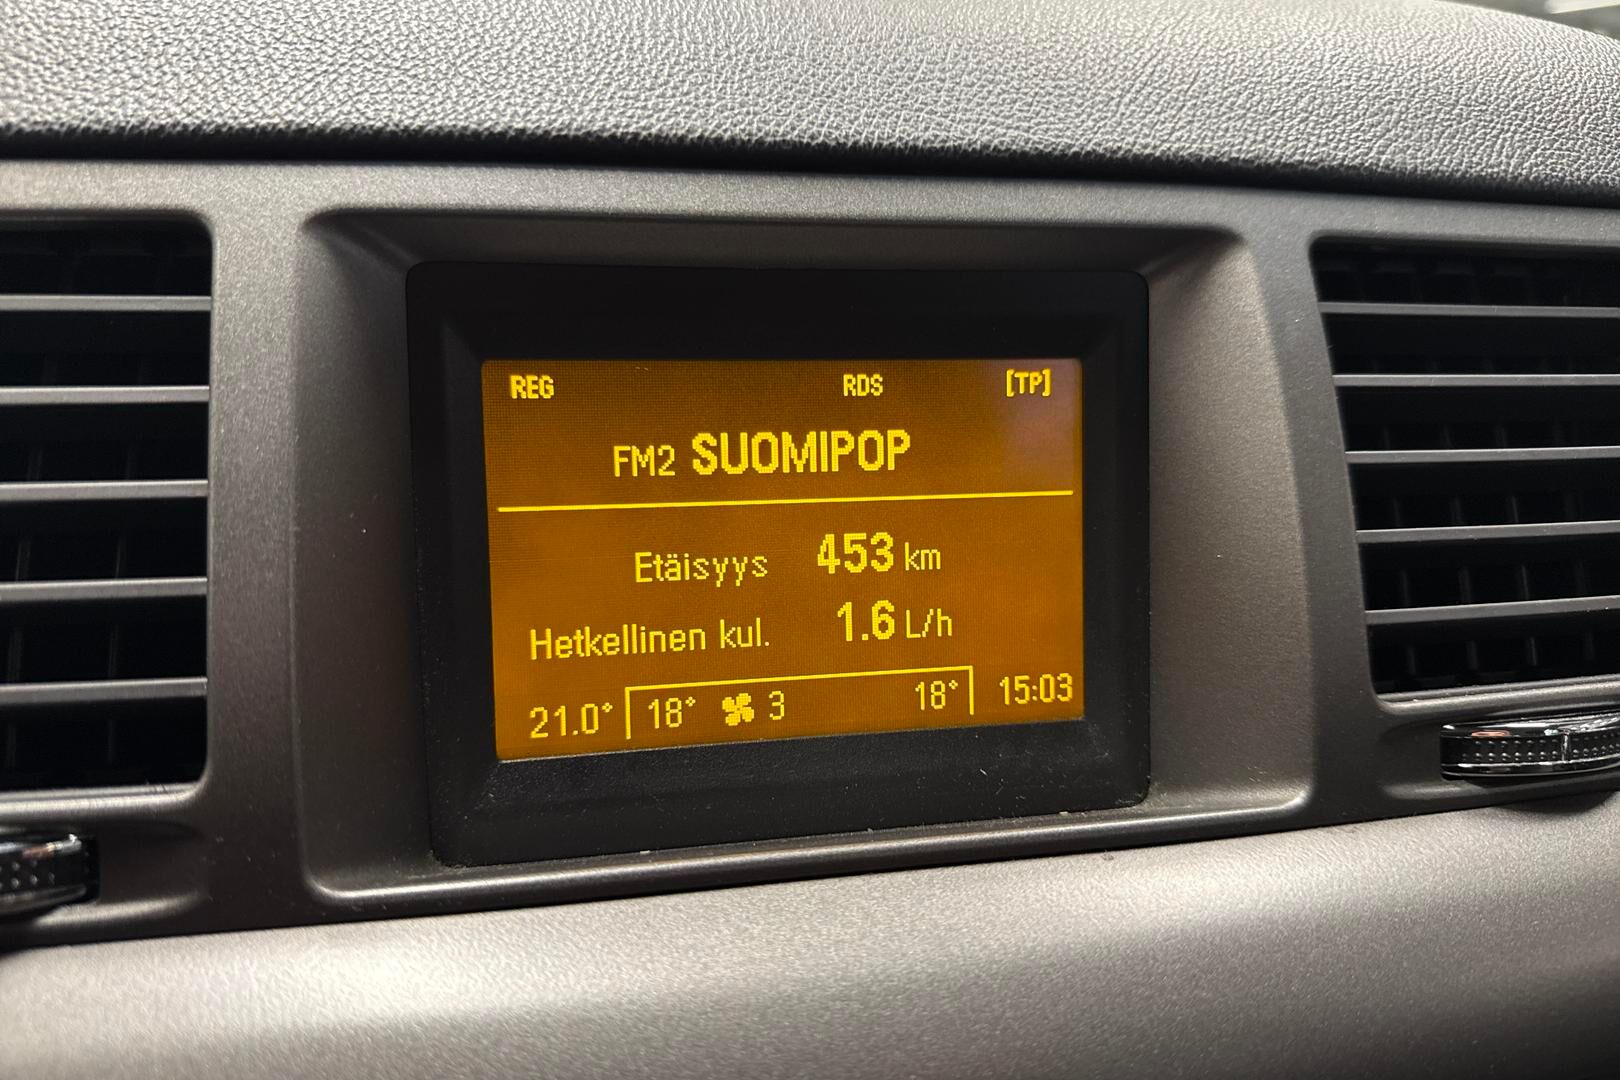 REG RDS [TP]
FM2 SUOMIPOP
Etäisyys 453 km
Hetkellinen kul. 1.6 L/h
21.0° 18° 3 18° 15:03